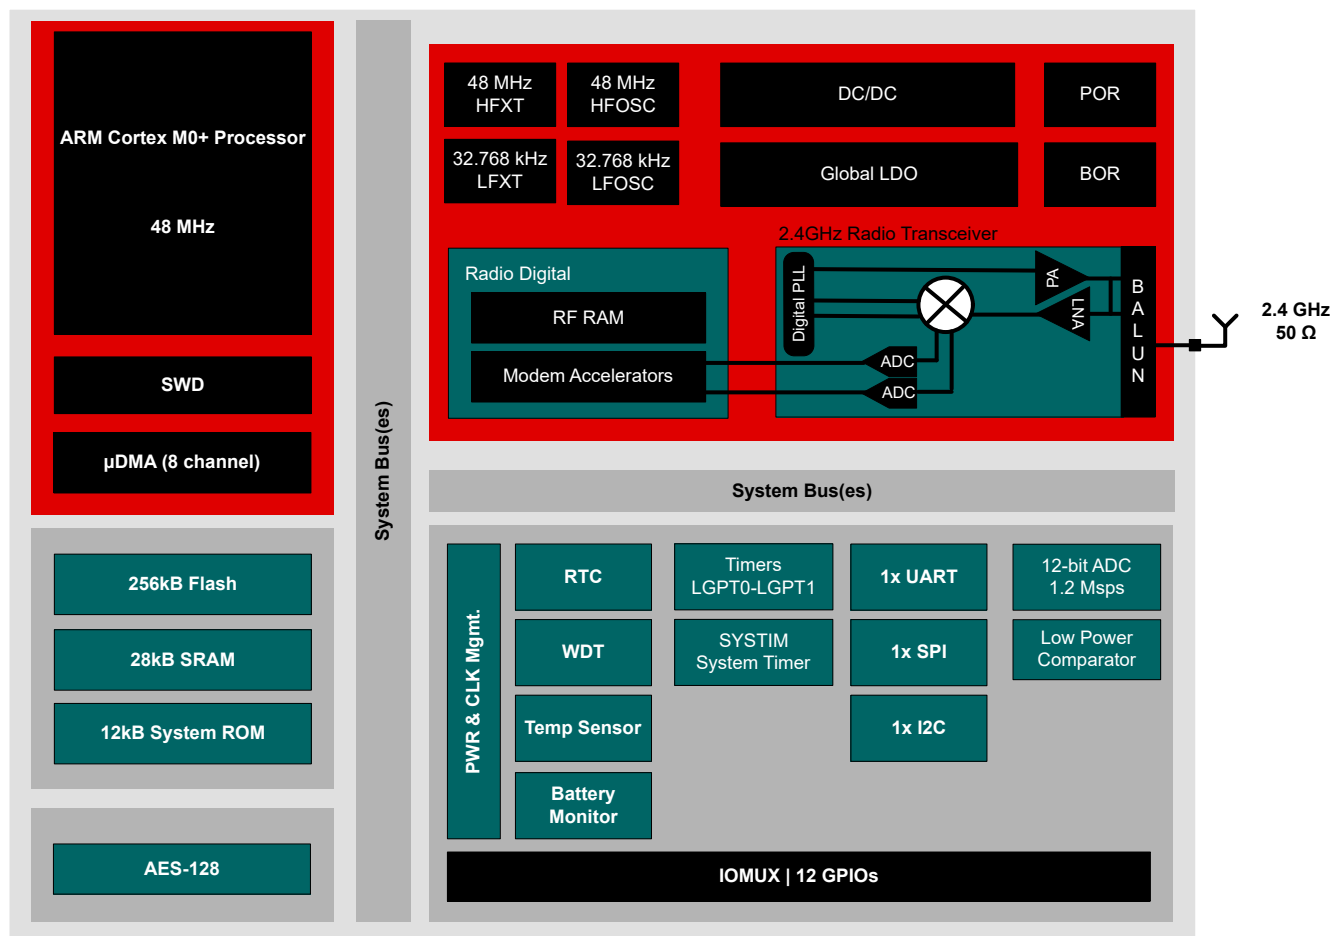 ARM Cortex M0+ Processor
48 MHz
SWD
µDMA (8 channel)
256kB Flash
28kB SRAM
12kB System ROM
AES-128
System Bus(es)
48 MHz
HFXT
48 MHz
HFOSC
32.768 kHz
LFXT
32.768 kHz
LFOSC
DC/DC
Global LDO
POR
BOR
Radio Digital
RF RAM
Modem Accelerators
2.4GHz Radio Transceiver
Digital PLL
PA
LNA
ADC
ADC
BALUN
2.4 GHz
50 Ω
System Bus(es)
PWR & CLK Mgmt.
RTC
WDT
Temp Sensor
Battery
Monitor
Timers
LGPT0-LGPT1
SYSTIM
System Timer
1x UART
1x SPI
1x I2C
12-bit ADC
1.2 Msps
Low Power
Comparator
IOMUX | 12 GPIOs